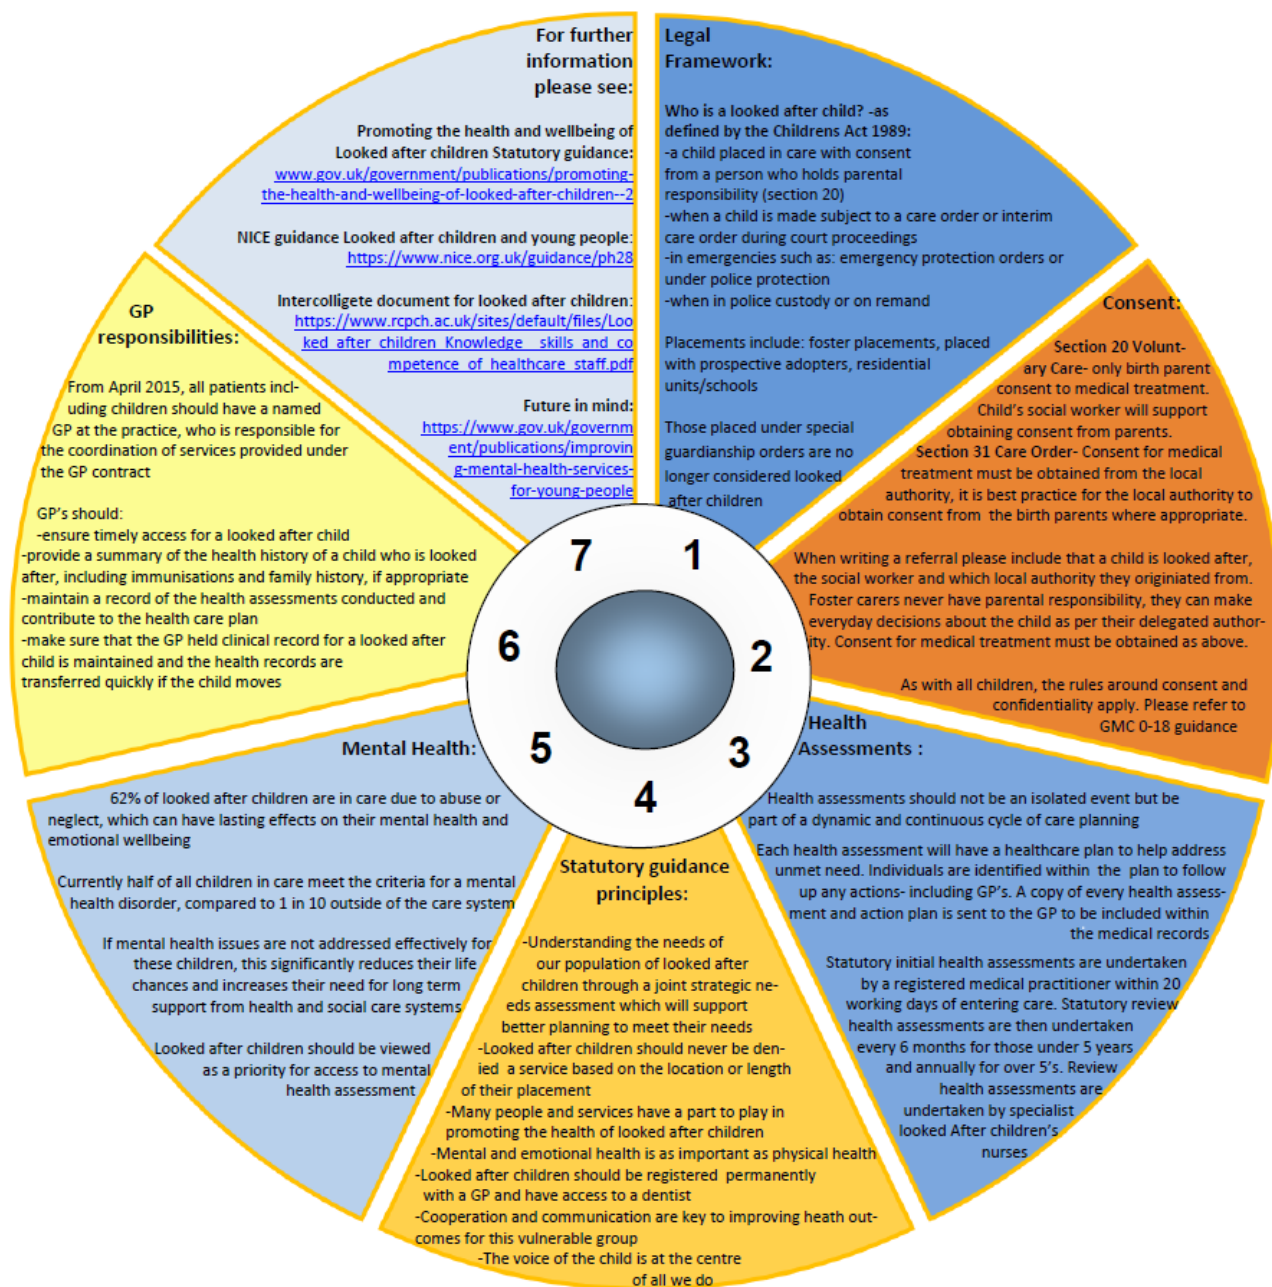 Legal
Framework:
Who is a looked after child? -as
defined by the Childrens Act 1989:
-a child placed in care with consent
from a person who holds parental
responsibility (section 20)
-when a child is made subject to a care order or interim
care order during court proceedings
-in emergencies such as: emergency protection orders or
under police protection
-when in police custody or on remand
Placements include: foster placements, placed
with prospective adopters, residential
units/schools
Those placed under special
guardianship orders are no
longer considered looked
after children
Consent:
Section 20 Volunt-
ary Care- only birth parent
consent to medical treatment.
Child's social worker will support
obtaining consent from parents.
Section 31 Care Order- Consent for medical
treatment must be obtained from the local
authority, it is best practice for the local authority to
obtain consent from the birth parents where appropriate.
When writing a referral please include that a child is looked after,
the social worker and which local authority they originiated from.
Foster carers never have parental responsibility, they can make
everyday decisions about the child as per their delegated author-
ity. Consent for medical treatment must be obtained as above.
As with all children, the rules around consent and
confidentiality apply. Please refer to
GMC 0-18 guidance
Health
Assessments :
Health assessments should not be an isolated event but be
part of a dynamic and continuous cycle of care planning
Each health assessment will have a healthcare plan to help address
unmet need. Individuals are identified within the plan to follow
up any actions- including GP's. A copy of every health assess-
ment and action plan is sent to the GP to be included within
the medical records
Statutory initial health assessments are undertaken
by a registered medical practitioner within 20
working days of entering care. Statutory review
health assessments are then undertaken
every 6 months for those under 5 years
and annually for over 5's. Review
health assessments are
undertaken by specialist
looked After children's
nurses
Statutory guidance
principles:
-Understanding the needs of
our population of looked after
children through a joint strategic ne-
eds assessment which will support
better planning to meet their needs
-Looked after children should never be den-
ied a service based on the location or length
of their placement
-Many people and services have a part to play in
promoting the health of looked after children
-Mental and emotional health is as important as physical health
-Looked after children should be registered permanently
with a GP and have access to a dentist
-Cooperation and communication are key to improving heath out-
comes for this vulnerable group
-The voice of the child is at the centre
of all we do
Mental Health:
62% of looked after children are in care due to abuse or
neglect, which can have lasting effects on their mental health and
emotional wellbeing
Currently half of all children in care meet the criteria for a mental
health disorder, compared to 1 in 10 outside of the care system
If mental health issues are not addressed effectively for
these children, this significantly reduces their life
chances and increases their need for long term
support from health and social care systems
Looked after children should be viewed
as a priority for access to mental
health assessment
GP
responsibilities:
From April 2015, all patients incl-
uding children should have a named
GP at the practice, who is responsible for
the coordination of services provided under
the GP contract
GP's should:
-ensure timely access for a looked after child
-provide a summary of the health history of a child who is looked
after, including immunisations and family history, if appropriate
-maintain a record of the health assessments conducted and
contribute to the health care plan
-make sure that the GP held clinical record for a looked after
child is maintained and the health records are
transferred quickly if the child moves
For further
information
please see:
Promoting the health and wellbeing of
Looked after children Statutory guidance:
www.gov.uk/government/publications/promoting-
the-health-and-wellbeing-of-looked-after-children--2
NICE guidance Looked after children and young people:
https://www.nice.org.uk/guidance/ph28
Intercolligete document for looked after children:
https://www.rcpch.ac.uk/sites/default/files/Loo
ked_after_children_Knowledge__skills_and_co
mpetence_of_healthcare_staff.pdf
Future in mind:
https://www.gov.uk/governm
ent/publications/improvin
g-mental-health-services-
for-young-people
1
2
3
4
5
6
7